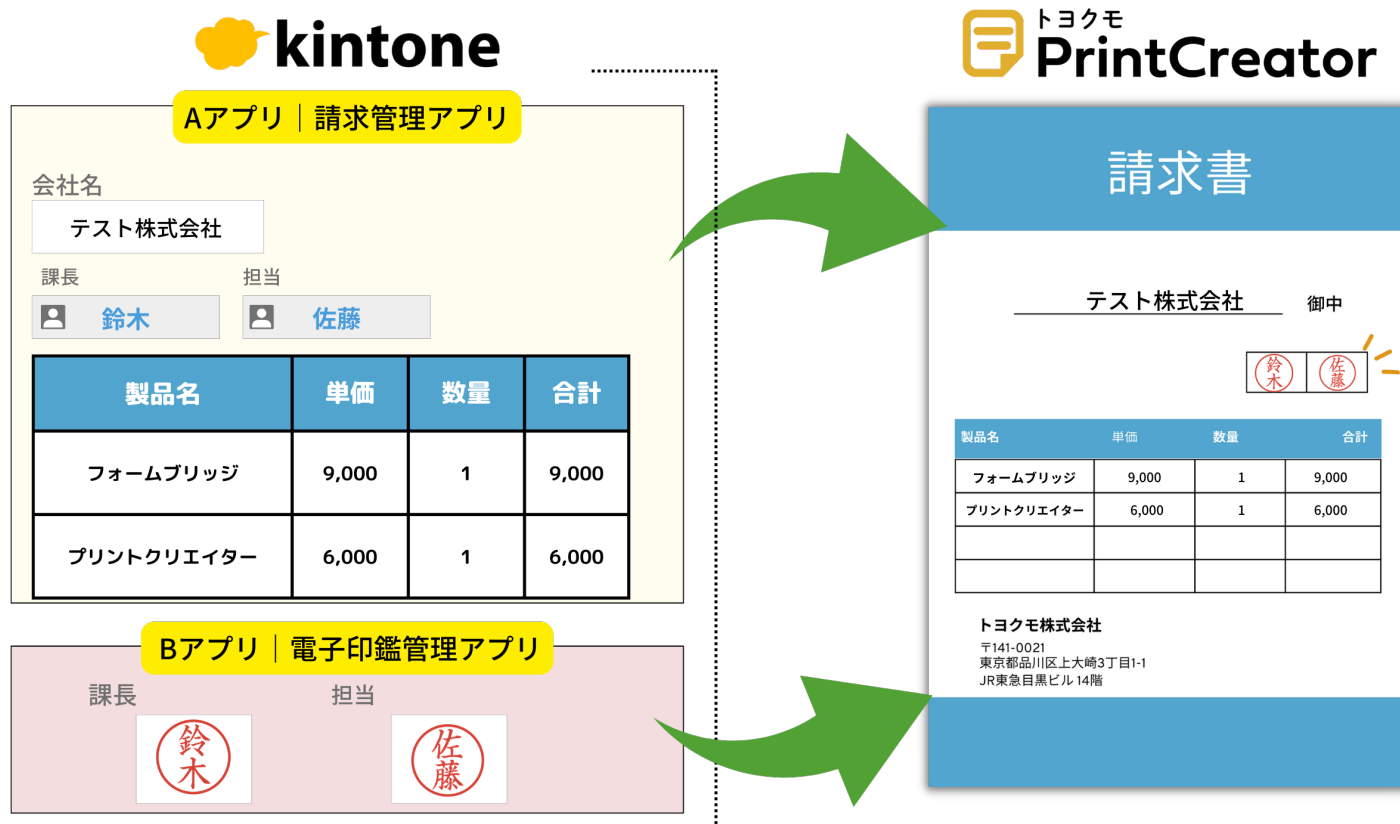 kintone
Aアプリ｜請求管理アプリ
会社名
テスト株式会社
課長 担当
鈴木 佐藤
製品名 単価 数量 合計
フォームブリッジ 9,000 1 9,000
プリントクリエイター 6,000 1 6,000
Bアプリ｜電子印鑑管理アプリ
課長 担当
鈴木 佐藤
トヨクモ
PrintCreator
請求書
テスト株式会社 御中
鈴木 佐藤
製品名 単価 数量 合計
フォームブリッジ 9,000 1 9,000
プリントクリエイター 6,000 1 6,000
トヨクモ株式会社
〒141-0021
東京都品川区上大崎3丁目1-1
JR東急目黒ビル 14階